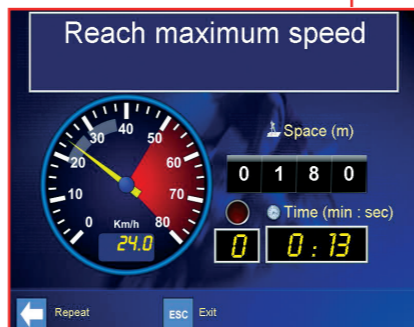 Reach maximum speed
0 10 20 30 40 50 60 70 80
Km/h
24.0
Space (m)
0 1 8 0
Time (min : sec)
0 0:13
Repeat
ESC Exit